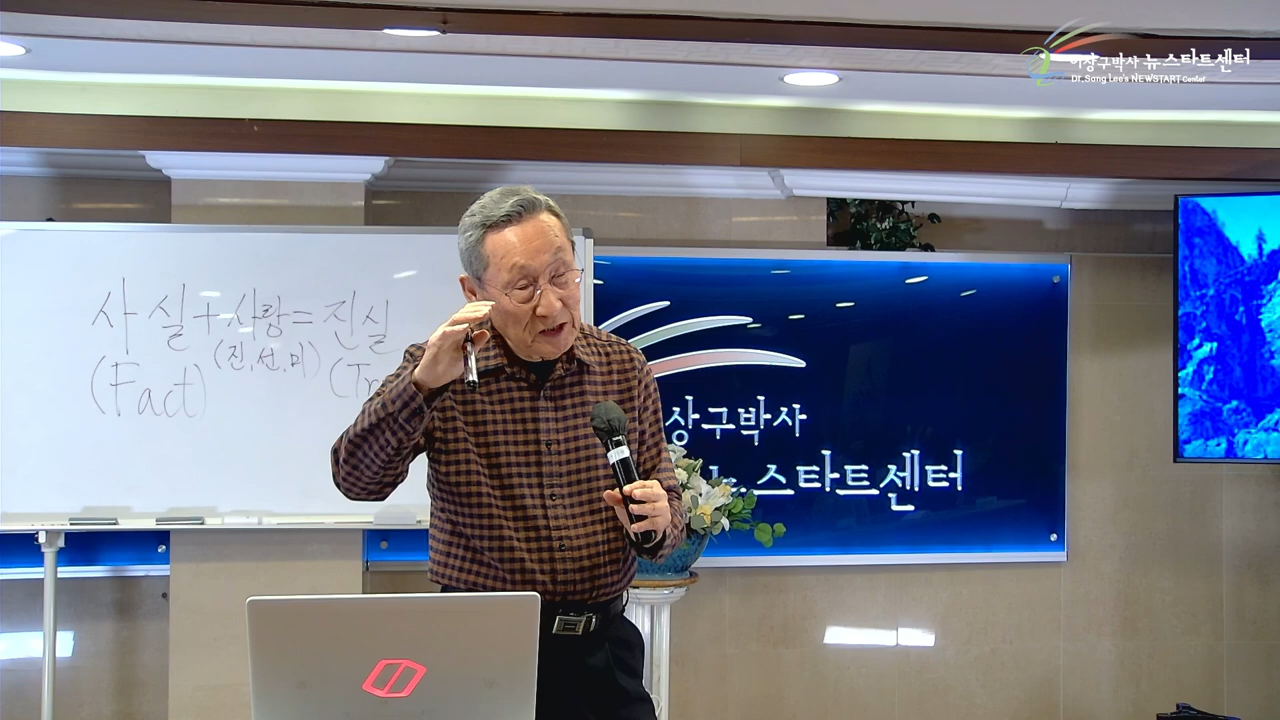 이상구박사 뉴스타트센터
Dr. Sang Lee's NEWSTART Center
사실+사랑=진실
(진.선.미)
(Fact)
상구박사
뉴스타트센터